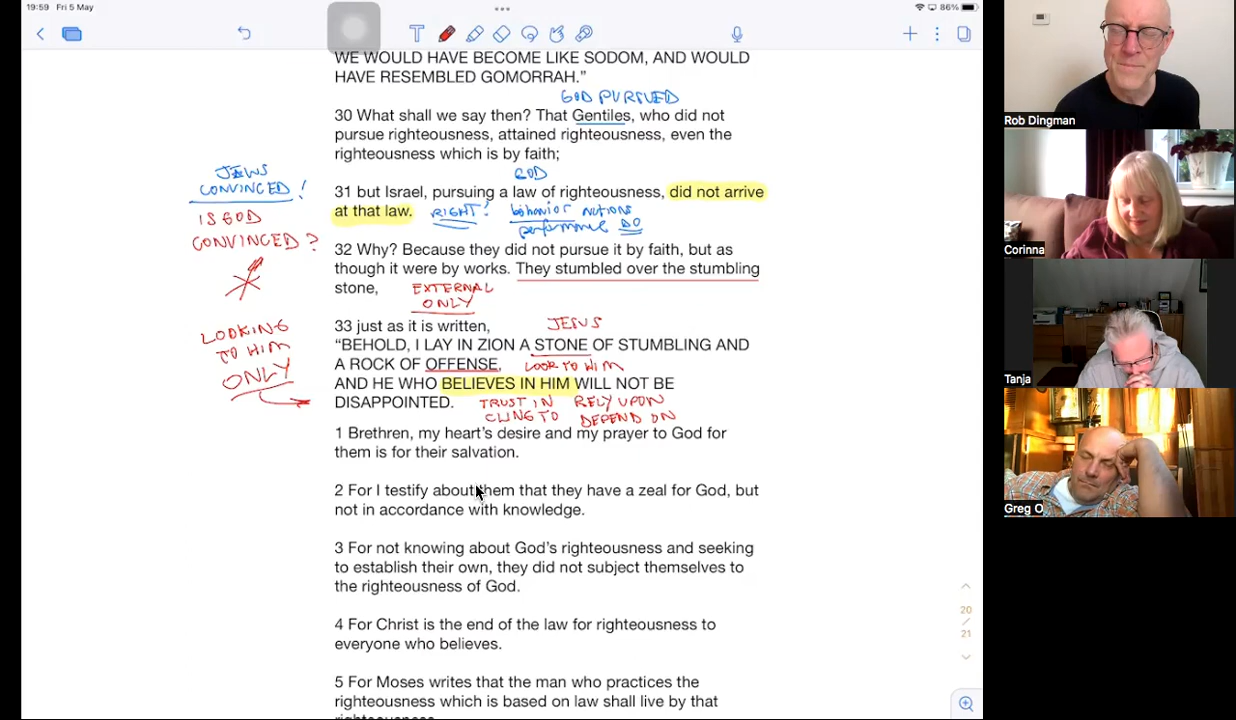 19:59 Fri 5 May
86%
WE WOULD HAVE BECOME LIKE SODOM, AND WOULD
HAVE RESEMBLED GOMORRAH.”
GOD PURSUED
30 What shall we say then? That Gentiles, who did not
pursue righteousness, attained righteousness, even the
righteousness which is by faith;
JEWS
CONVINCED!
IS GOD
CONVINCED?
GOD
31 but Israel, pursuing a law of righteousness, did not arrive
at that law.
RIGHT! behavior notions
performance DO
32 Why? Because they did not pursue it by faith, but as
though it were by works. They stumbled over the stumbling
stone,
EXTERNAL
ONLY
LOOKING
TO HIM
ONLY
33 just as it is written,
JESUS
“BEHOLD, I LAY IN ZION A STONE OF STUMBLING AND
A ROCK OF OFFENSE,
LOOK TO HIM
AND HE WHO BELIEVES IN HIM WILL NOT BE
DISAPPOINTED.
TRUST IN RELY UPON
CLING TO DEPEND ON
1 Brethren, my heart’s desire and my prayer to God for
them is for their salvation.
2 For I testify about them that they have a zeal for God, but
not in accordance with knowledge.
3 For not knowing about God’s righteousness and seeking
to establish their own, they did not subject themselves to
the righteousness of God.
4 For Christ is the end of the law for righteousness to
everyone who believes.
5 For Moses writes that the man who practices the
righteousness which is based on law shall live by that
righteousness.
20
/
21
Rob Dingman
Corinna
Tanja
Greg O